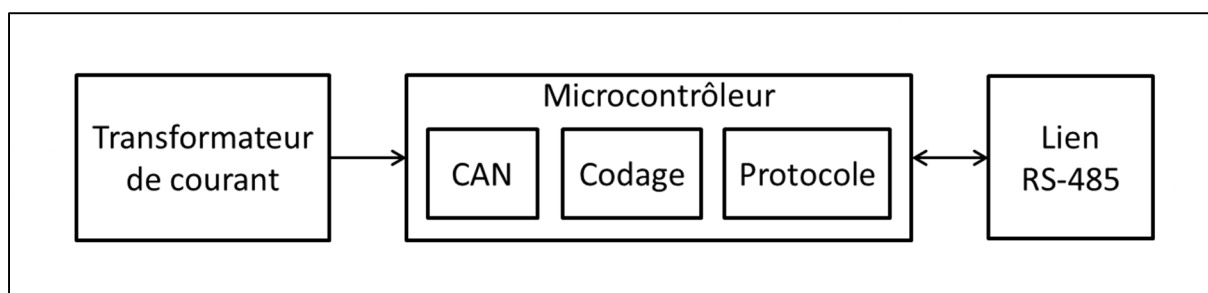 Transformateur
de courant
Microcontrôleur
CAN
Codage
Protocole
Lien
RS-485